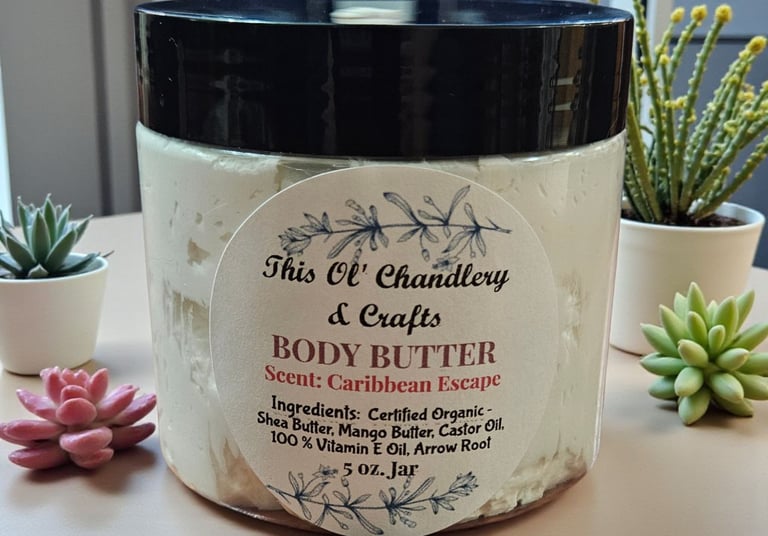 This Ol' Chandlery
& Crafts
BODY BUTTER
Scent: Caribbean Escape
Ingredients: Certified Organic -
Shea Butter, Mango Butter, Castor Oil,
100 % Vitamin E Oil, Arrow Root
5 oz. Jar